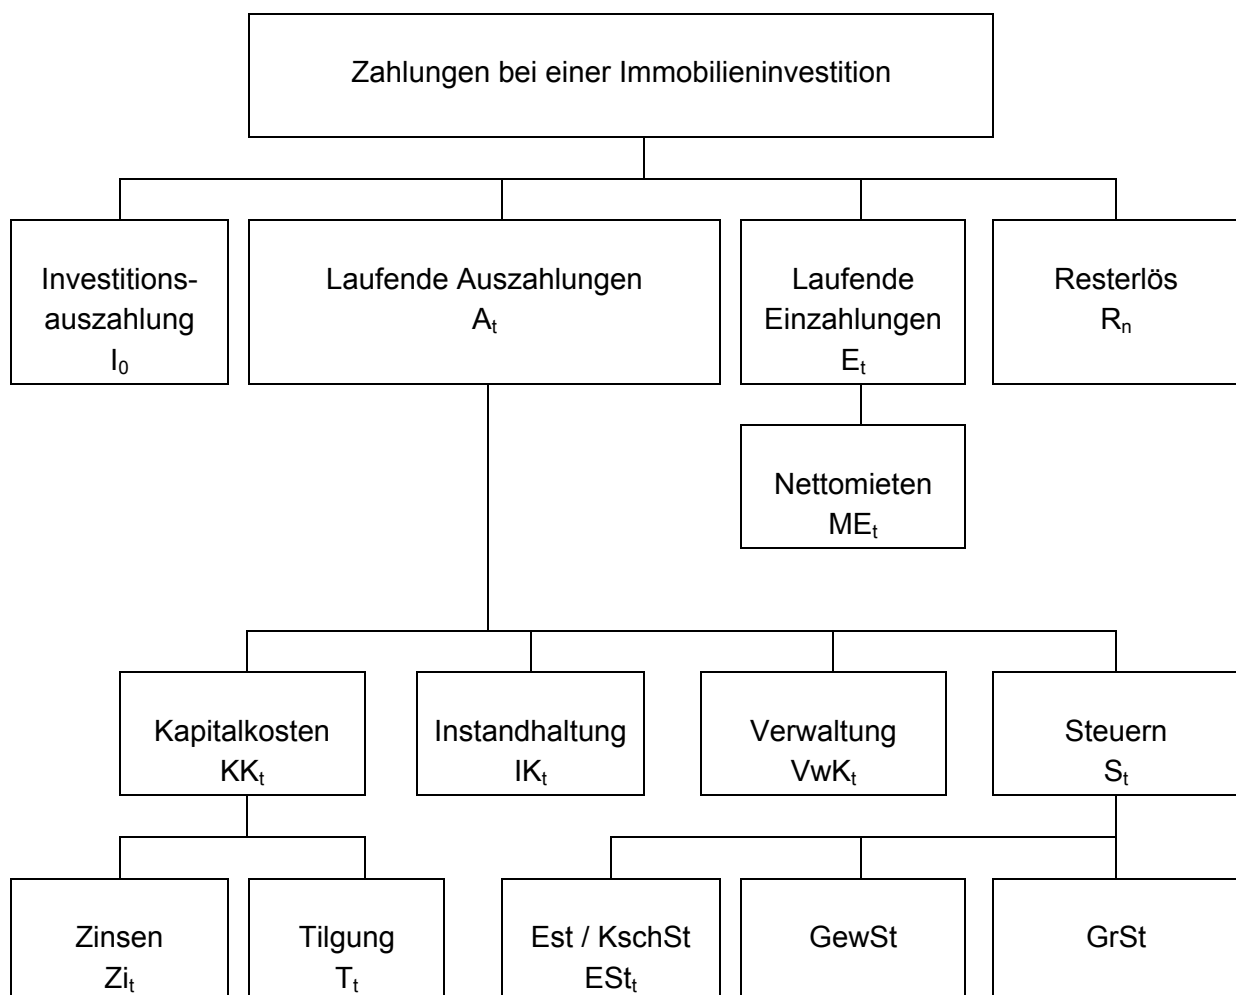 Zahlungen bei einer Immobilieninvestition
Investitions-
auszahlung
I₀
Laufende Auszahlungen
Aₜ
Laufende
Einzahlungen
Eₜ
Resterlös
Rₙ
Nettomieten
MEₜ
Kapitalkosten
KKₜ
Instandhaltung
IKₜ
Verwaltung
VwKₜ
Steuern
Sₜ
Zinsen
Ziₜ
Tilgung
Tₜ
Est / KschSt
EStₜ
GewSt
GrSt